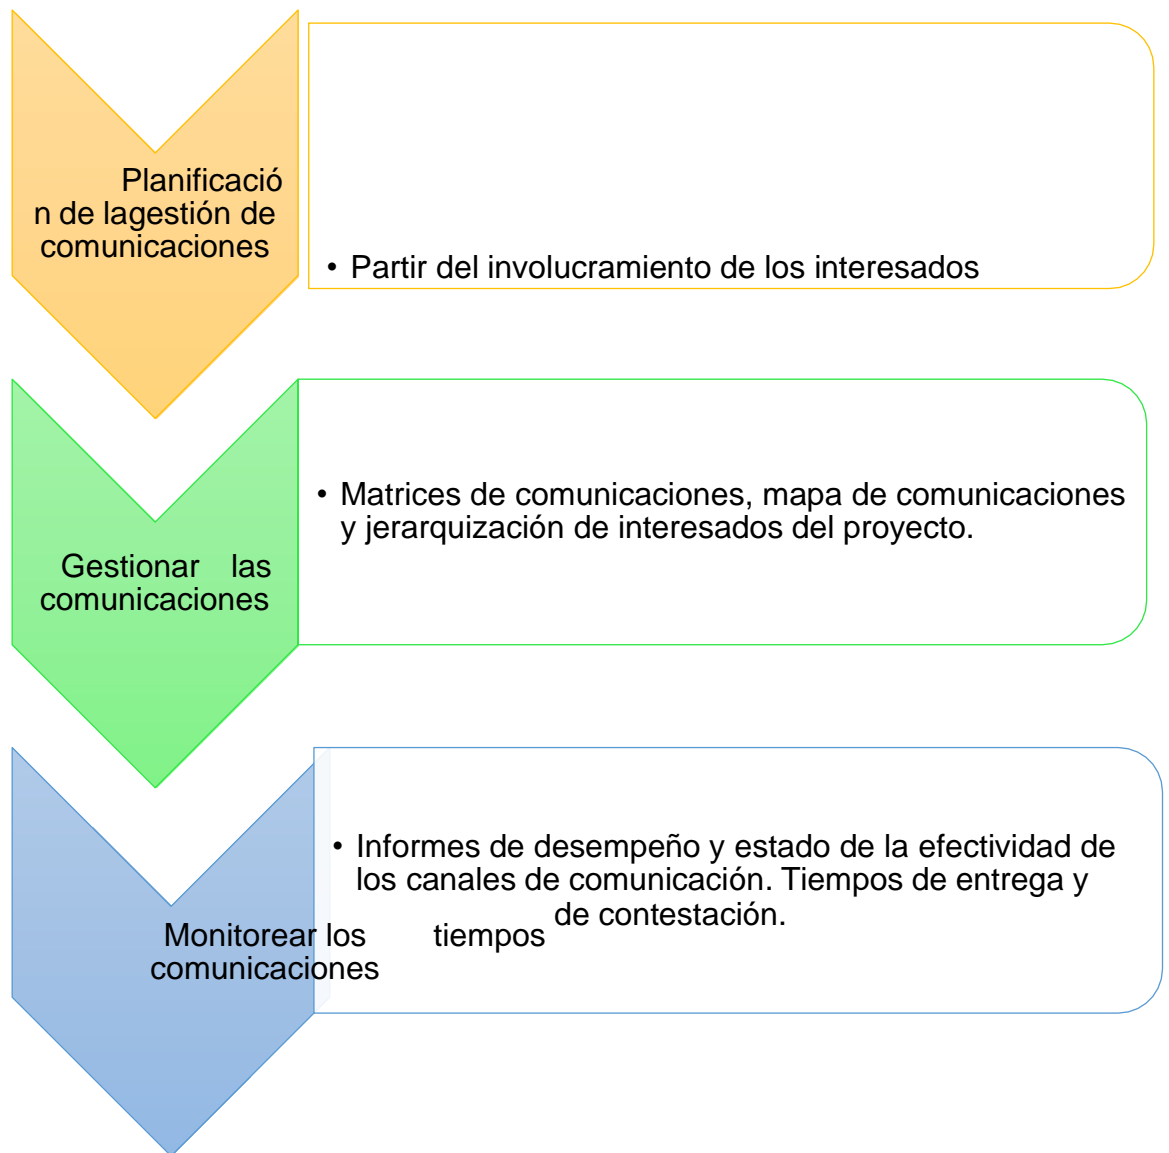 Planificació
n de lagestión de
comunicaciones
• Partir del involucramiento de los interesados
Gestionar las
comunicaciones
• Matrices de comunicaciones, mapa de comunicaciones
y jerarquización de interesados del proyecto.
Monitorear los tiempos
comunicaciones
• Informes de desempeño y estado de la efectividad de
los canales de comunicación. Tiempos de entrega y
de contestación.